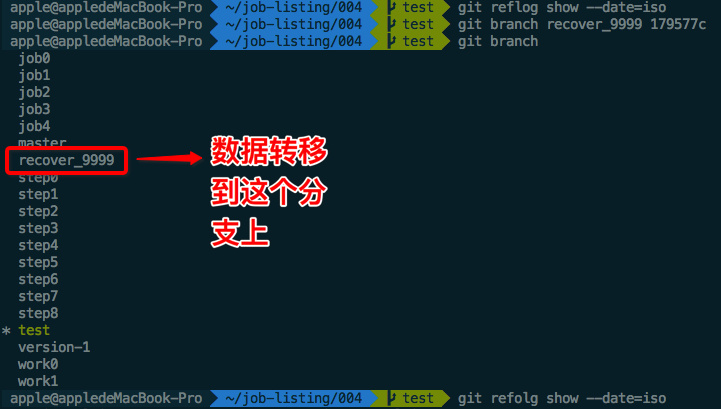 apple@appledeMacBook-Pro ~/job-listing/004 test git reflog show --date=iso
apple@appledeMacBook-Pro ~/job-listing/004 test git branch recover_9999 179577c
apple@appledeMacBook-Pro ~/job-listing/004 test git branch
job0
job1
job2
job3
job4
master
recover_9999
数据转移
到这个分
支上
step0
step1
step2
step3
step4
step5
step6
step7
step8
* test
version-1
work0
work1
apple@appledeMacBook-Pro ~/job-listing/004 test git refolg show --date=iso